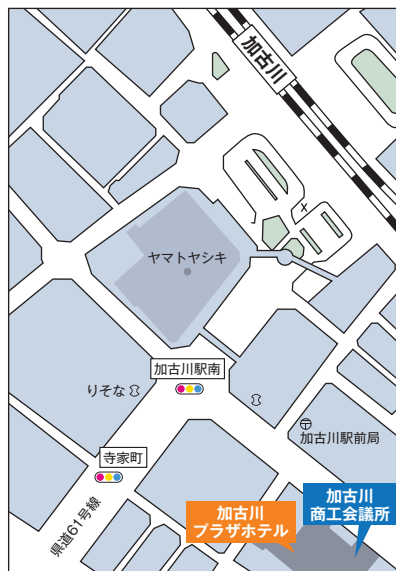 加古川
ヤマトヤシキ
加古川駅南
りそな
加古川駅前局
寺家町
県道61号線
加古川
プラザホテル
加古川
商工会議所